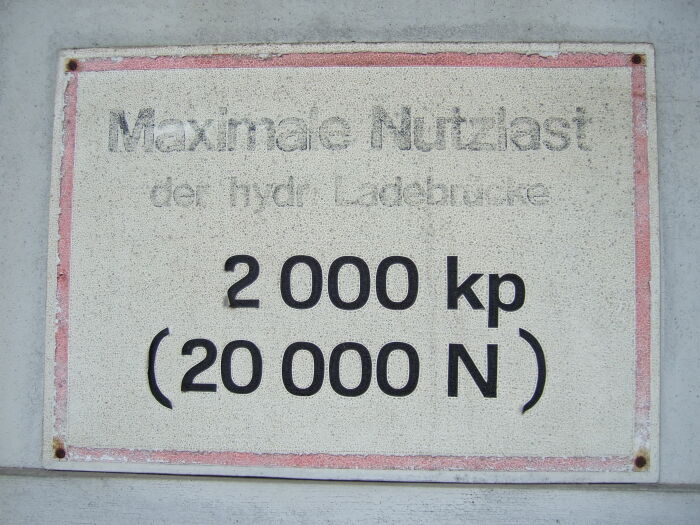 Maximale Nutzlast
der hydr. Ladebrücke
2 000 kp
(20 000 N)